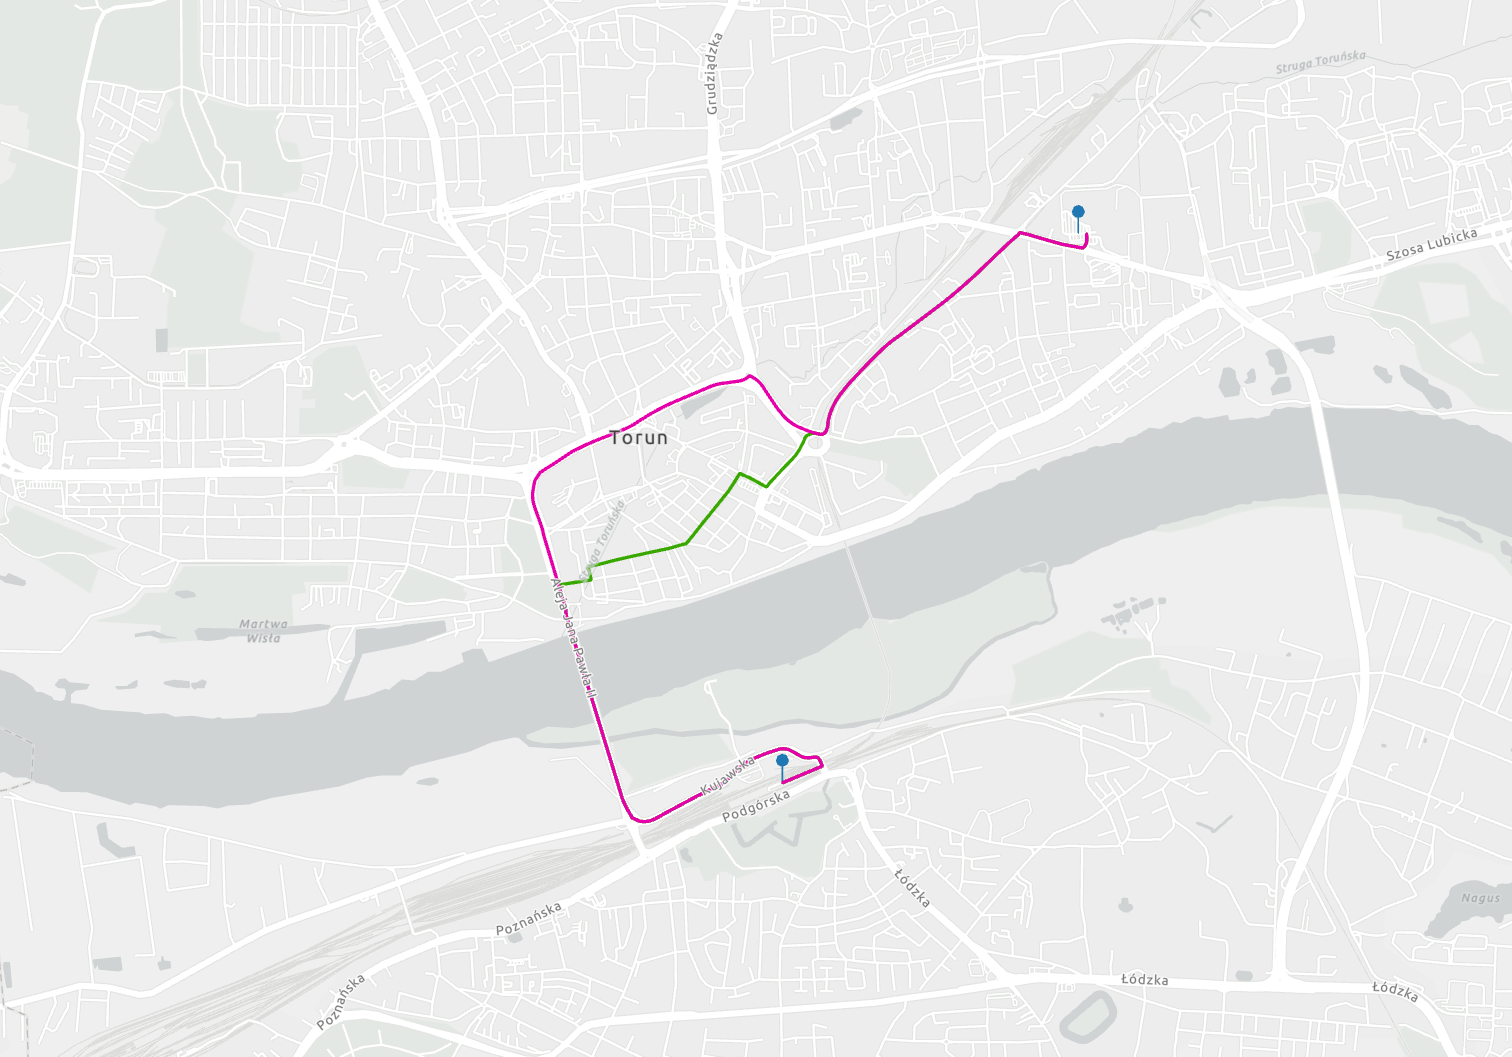 Grudziądzka
Struga Toruńska
Szosa Lubicka
Torun
Struga Toruńska
Aleja Jana Pawła II
Martwa
Wisła
Kujawska
Podgórska
Łódzka
Poznańska
Poznańska
Łódzka
Łódzka
Nagus